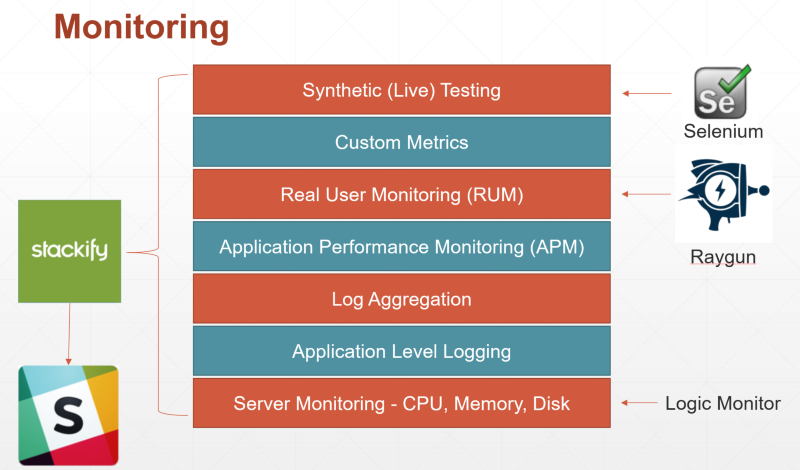 Monitoring
Synthetic (Live) Testing
Custom Metrics
Real User Monitoring (RUM)
Application Performance Monitoring (APM)
Log Aggregation
Application Level Logging
Server Monitoring - CPU, Memory, Disk
stackify
S
Se
Selenium
Raygun
Logic Monitor